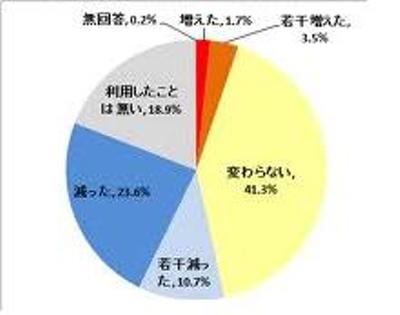 無回答, 0.2%
増えた, 1.7%
若干増えた,
3.5%
変わらない,
41.3%
若干減っ
た, 10.7%
減った, 23.6%
利用したこと
は無い, 18.9%